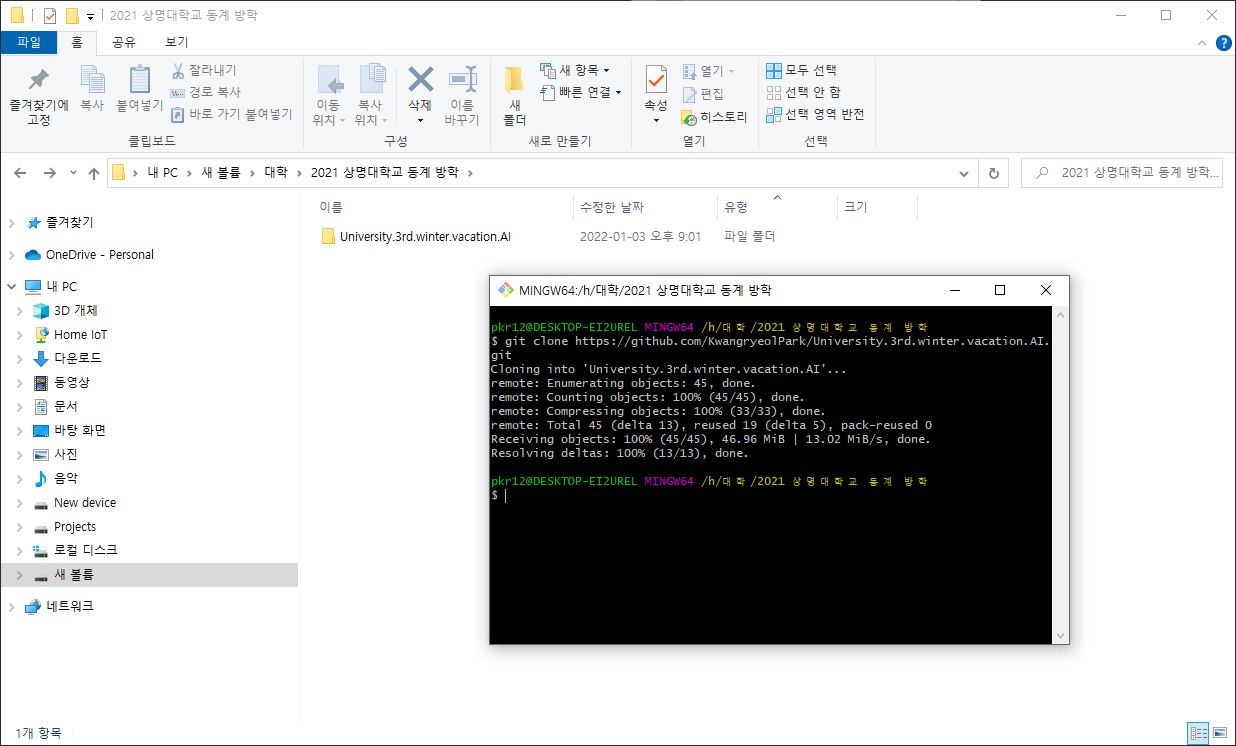 2021 상명대학교 동계 방학
파일 홈 공유 보기
즐겨찾기에 고정
복사
붙여넣기
잘라내기
경로 복사
바로 가기 붙여넣기
클립보드
이동 위치
복사 위치
삭제
이름 바꾸기
구성
새 폴더
새 항목
빠른 연결
새로 만들기
속성
열기
편집
히스토리
열기
모두 선택
선택 안 함
선택 영역 반전
선택
내 PC > 새 볼륨 > 대학 > 2021 상명대학교 동계 방학 >
2021 상명대학교 동계 방학...
즐겨찾기
OneDrive - Personal
내 PC
3D 개체
Home IoT
다운로드
동영상
문서
바탕 화면
사진
음악
New device
Projects
로컬 디스크
새 볼륨
네트워크
이름 수정한 날짜 유형 크기
University.3rd.winter.vacation.AI 2022-01-03 오후 9:01 파일 폴더
MINGW64:/h/대학/2021 상명대학교 동계 방학
pkr12@DESKTOP-EI2UREL MINGW64 /h/대학/2021 상명대학교 동계 방학
$ git clone https://github.com/KwangryeolPark/University.3rd.winter.vacation.AI.
git
Cloning into 'University.3rd.winter.vacation.AI'...
remote: Enumerating objects: 45, done.
remote: Counting objects: 100% (45/45), done.
remote: Compressing objects: 100% (33/33), done.
remote: Total 45 (delta 13), reused 19 (delta 5), pack-reused 0
Receiving objects: 100% (45/45), 46.96 MiB | 13.02 MiB/s, done.
Resolving deltas: 100% (13/13), done.
pkr12@DESKTOP-EI2UREL MINGW64 /h/대학/2021 상명대학교 동계 방학
$
1개 항목